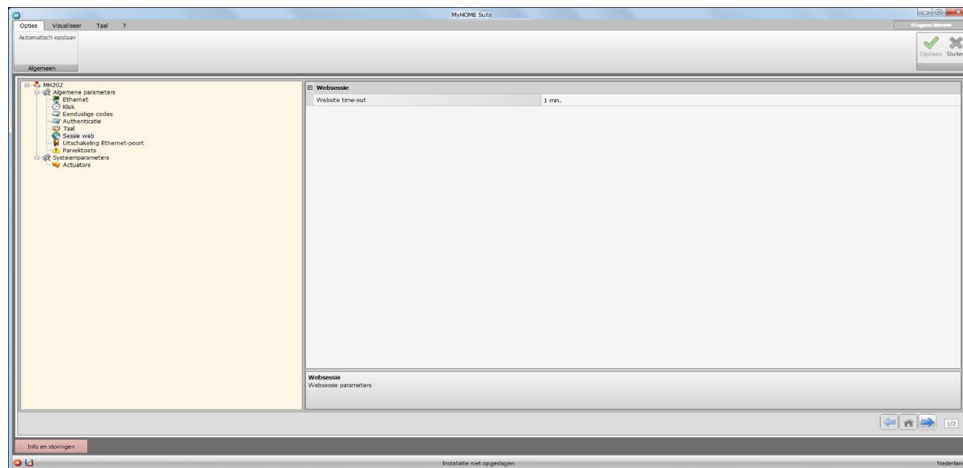 MyHOME Suite
Opties Visualiseer Taal ?
Automatisch opslaan
Opslaan Sluiten
Algemeen
MH202
Algemene parameters
Ethernet
Klok
Eenduidige codes
Authenticatie
Taal
Sessie web
Uitschakeling Ethernet-poort
Paniektoets
Systeemparameters
Actuators
Websessie
Website time-out 1 min.
Websessie
Websessie parameters
1/2
Info en storingen
Installatie niet opgeslagen
Nederlan